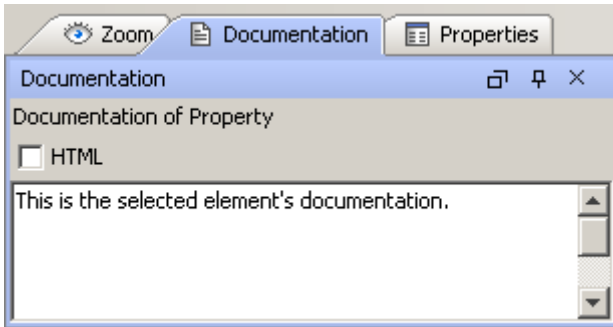 Zoom Documentation Properties
Documentation
Documentation of Property
HTML
This is the selected element's documentation.